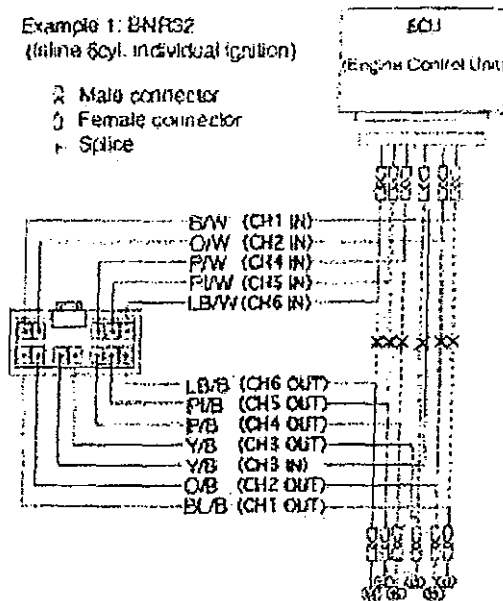 Example 1: BNR32
(Inline 6cyl. individual ignition)
Male connector
Female connector
Splice
ECU
(Engine Control Unit)
B/W (CH1 IN)
O/W (CH2 IN)
P/W (CH4 IN)
PI/W (CH5 IN)
LB/W (CH6 IN)
LB/B (CH6 OUT)
PI/B (CH5 OUT)
P/B (CH4 OUT)
Y/B (CH3 OUT)
Y/B (CH3 IN)
O/B (CH2 OUT)
BL/B (CH1 OUT)